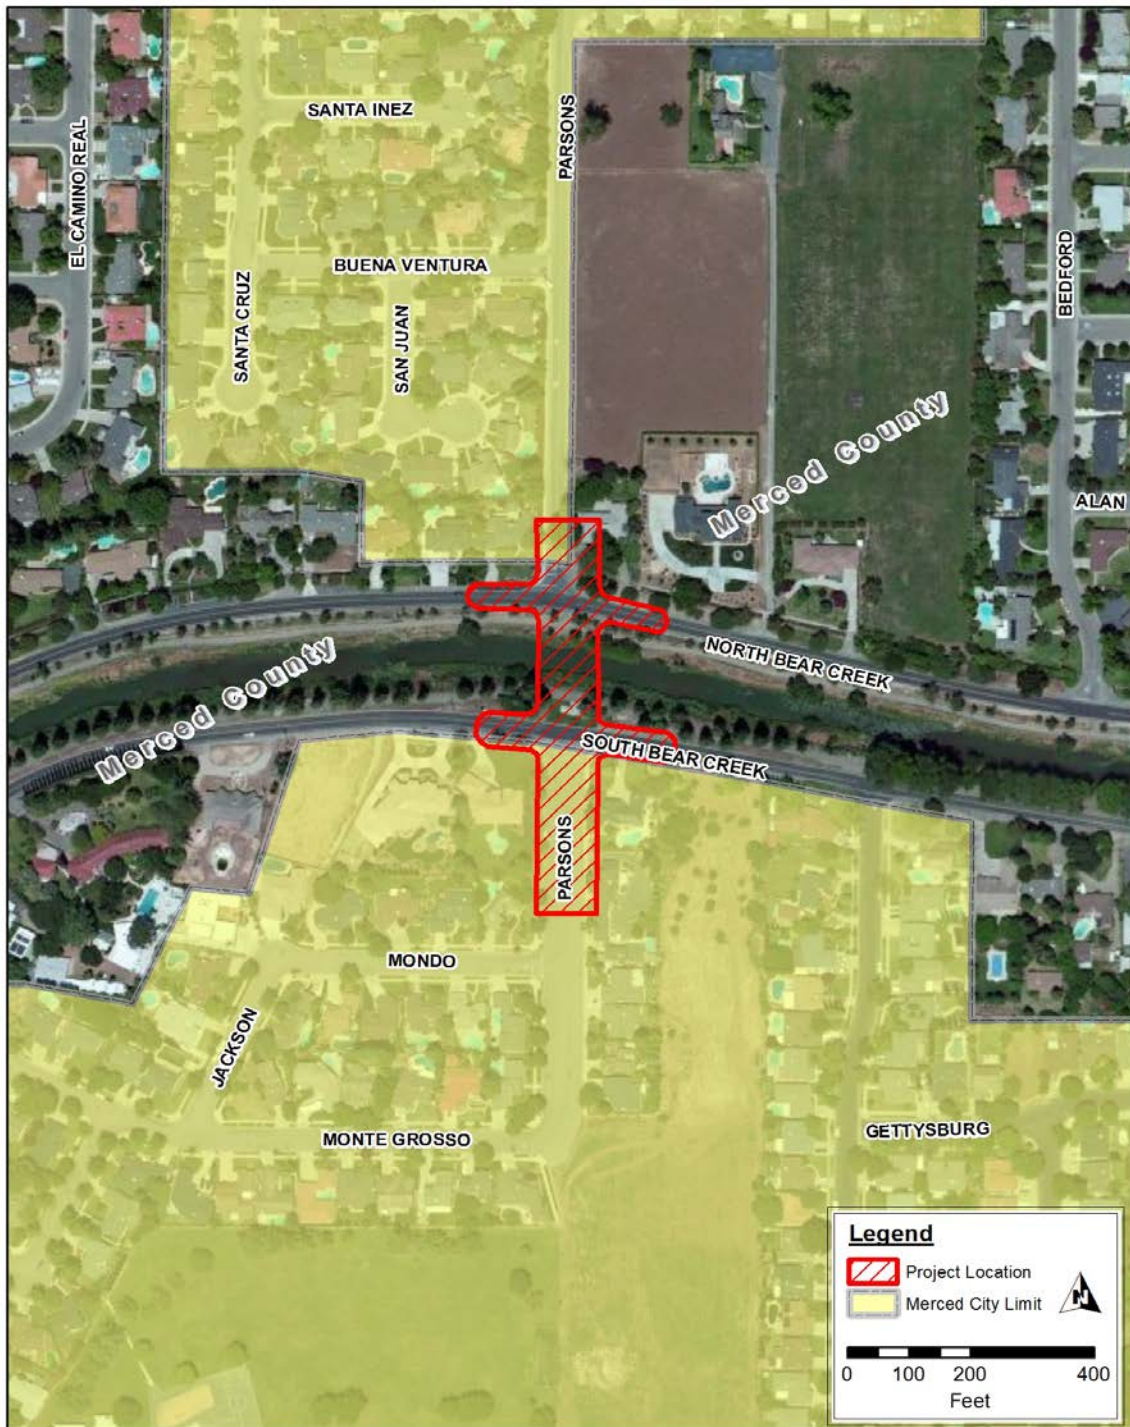 SANTA INEZ
PARSONS
EL CAMINO REAL
BUENA VENTURA
BEDFORD
SANTA CRUZ
SAN JUAN
Merced County
ALAN
NORTH BEAR CREEK
Merced County
SOUTH BEAR CREEK
PARSONS
MONDO
JACKSON
MONTE GROSSO
GETTYSBURG
Legend
Project Location
Merced City Limit
N
0 100 200 400
Feet